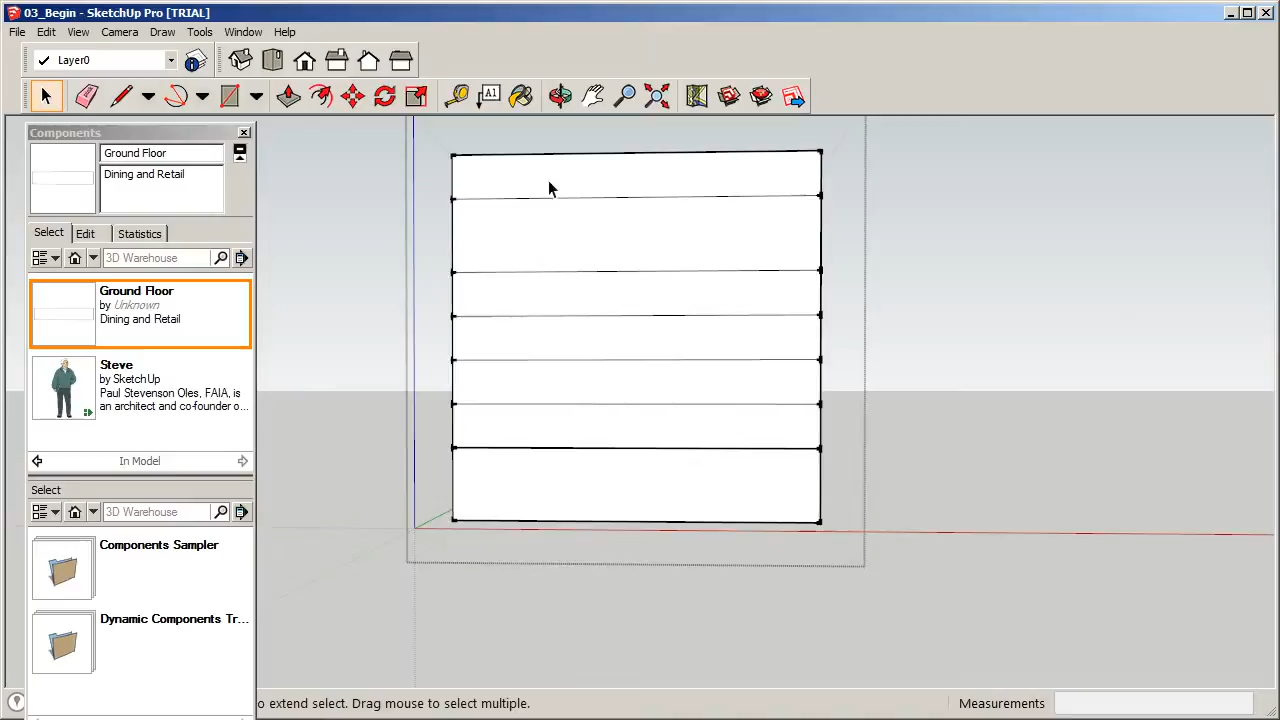 03_Begin - SketchUp Pro [TRIAL]
File Edit View Camera Draw Tools Window Help
Layer0
A1
Components
Ground Floor
Dining and Retail
Select Edit Statistics
3D Warehouse
Ground Floor
by Unknown
Dining and Retail
Steve
by SketchUp
Paul Stevenson Oles, FAIA, is
an architect and co-founder o...
In Model
Select
3D Warehouse
Components Sampler
Dynamic Components Tr...
o extend select. Drag mouse to select multiple.
Measurements